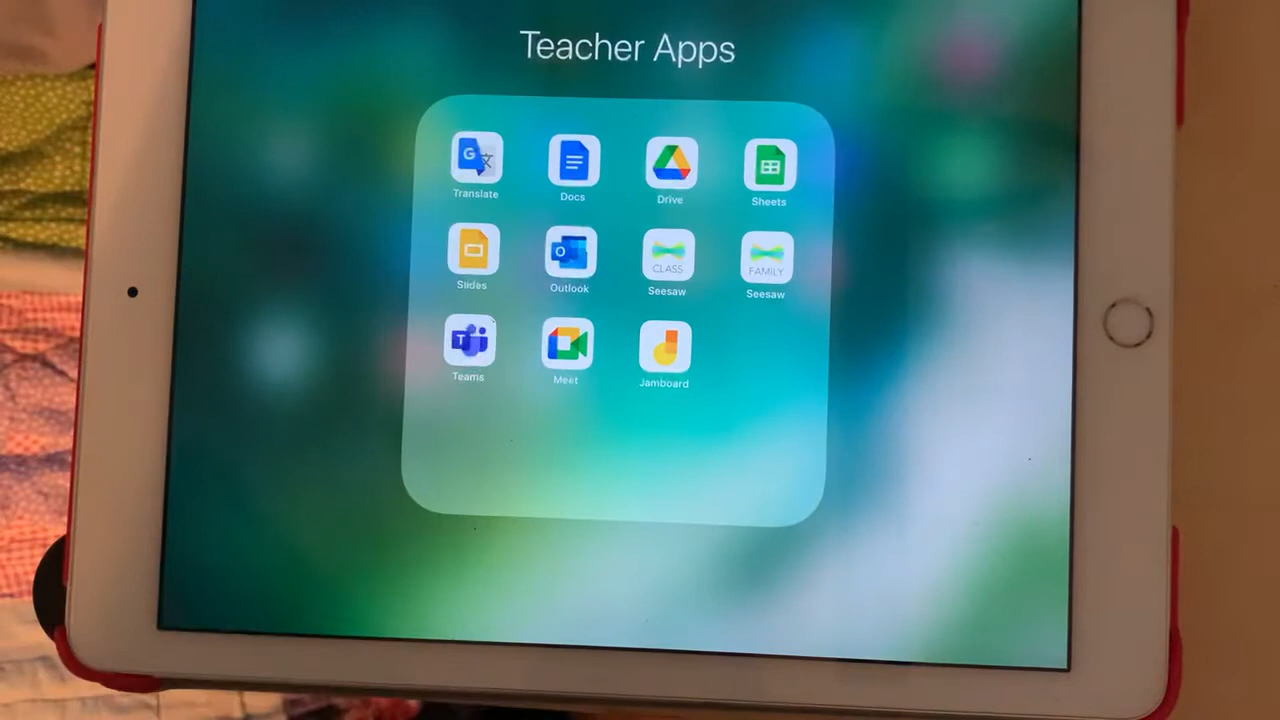 Teacher Apps
Translate Docs Drive Sheets
CLASS FAMILY
Slides Outlook Seesaw Seesaw
Teams Meet Jamboard